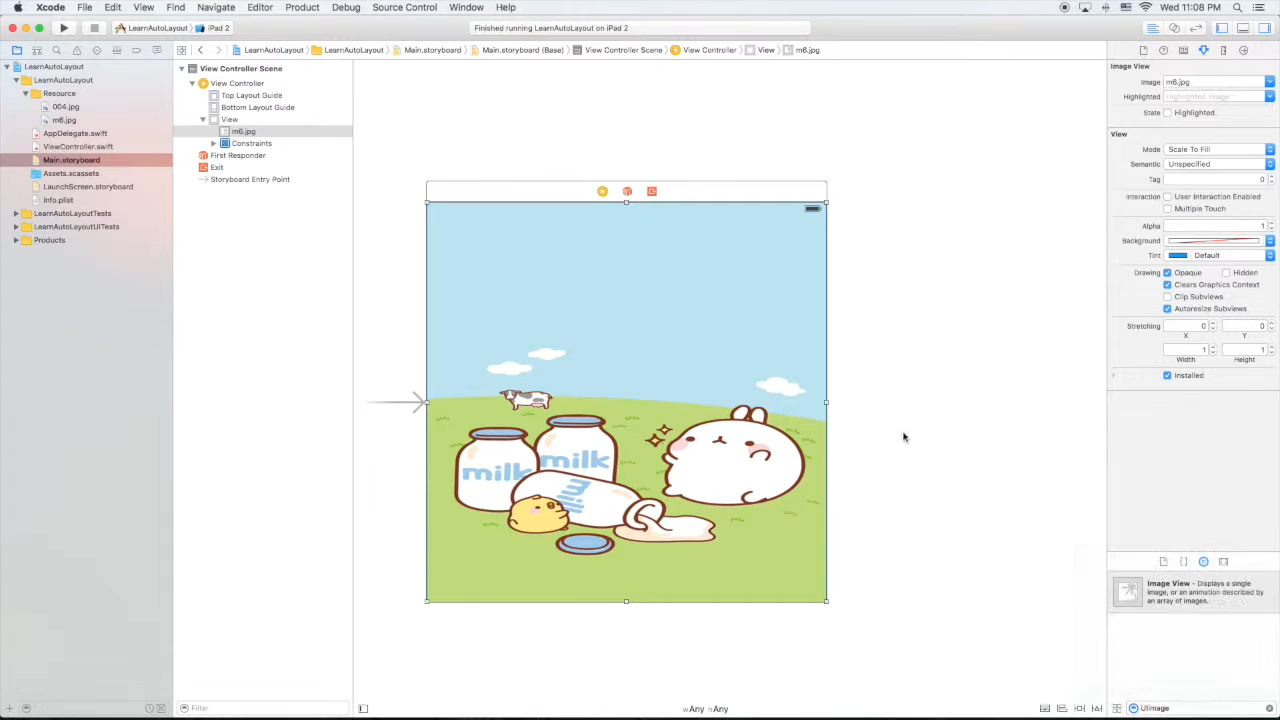 Xcode File Edit View Find Navigate Editor Product Debug Source Control Window Help Wed 11:08 PM
LearnAutoLayout iPad 2 Finished running LearnAutoLayout on iPad 2
LearnAutoLayout LearnAutoLayout Main.storyboard Main.storyboard (Base) View Controller Scene View Controller View m6.jpg
LearnAutoLayout
LearnAutoLayout
Resource
004.jpg
m6.jpg
AppDelegate.swift
ViewController.swift
Main.storyboard
Assets.xcassets
LaunchScreen.storyboard
Info.plist
LearnAutoLayoutTests
LearnAutoLayoutUITests
Products
View Controller Scene
View Controller
Top Layout Guide
Bottom Layout Guide
View
m6.jpg
Constraints
First Responder
Exit
Storyboard Entry Point
milk
milk
milk
Image View
Image m6.jpg
Highlighted Highlighted Image
State Highlighted
View
Mode Scale To Fill
Semantic Unspecified
Tag 0
Interaction User Interaction Enabled
Multiple Touch
Alpha 1
Background
Tint Default
Drawing Opaque Hidden
Clears Graphics Context
Clip Subviews
Autoresize Subviews
Stretching 0 0
X Y
1 1
Width Height
Installed
Image View - Displays a single
image, or an animation described by
an array of images.
Filter
wAny hAny
UIimage